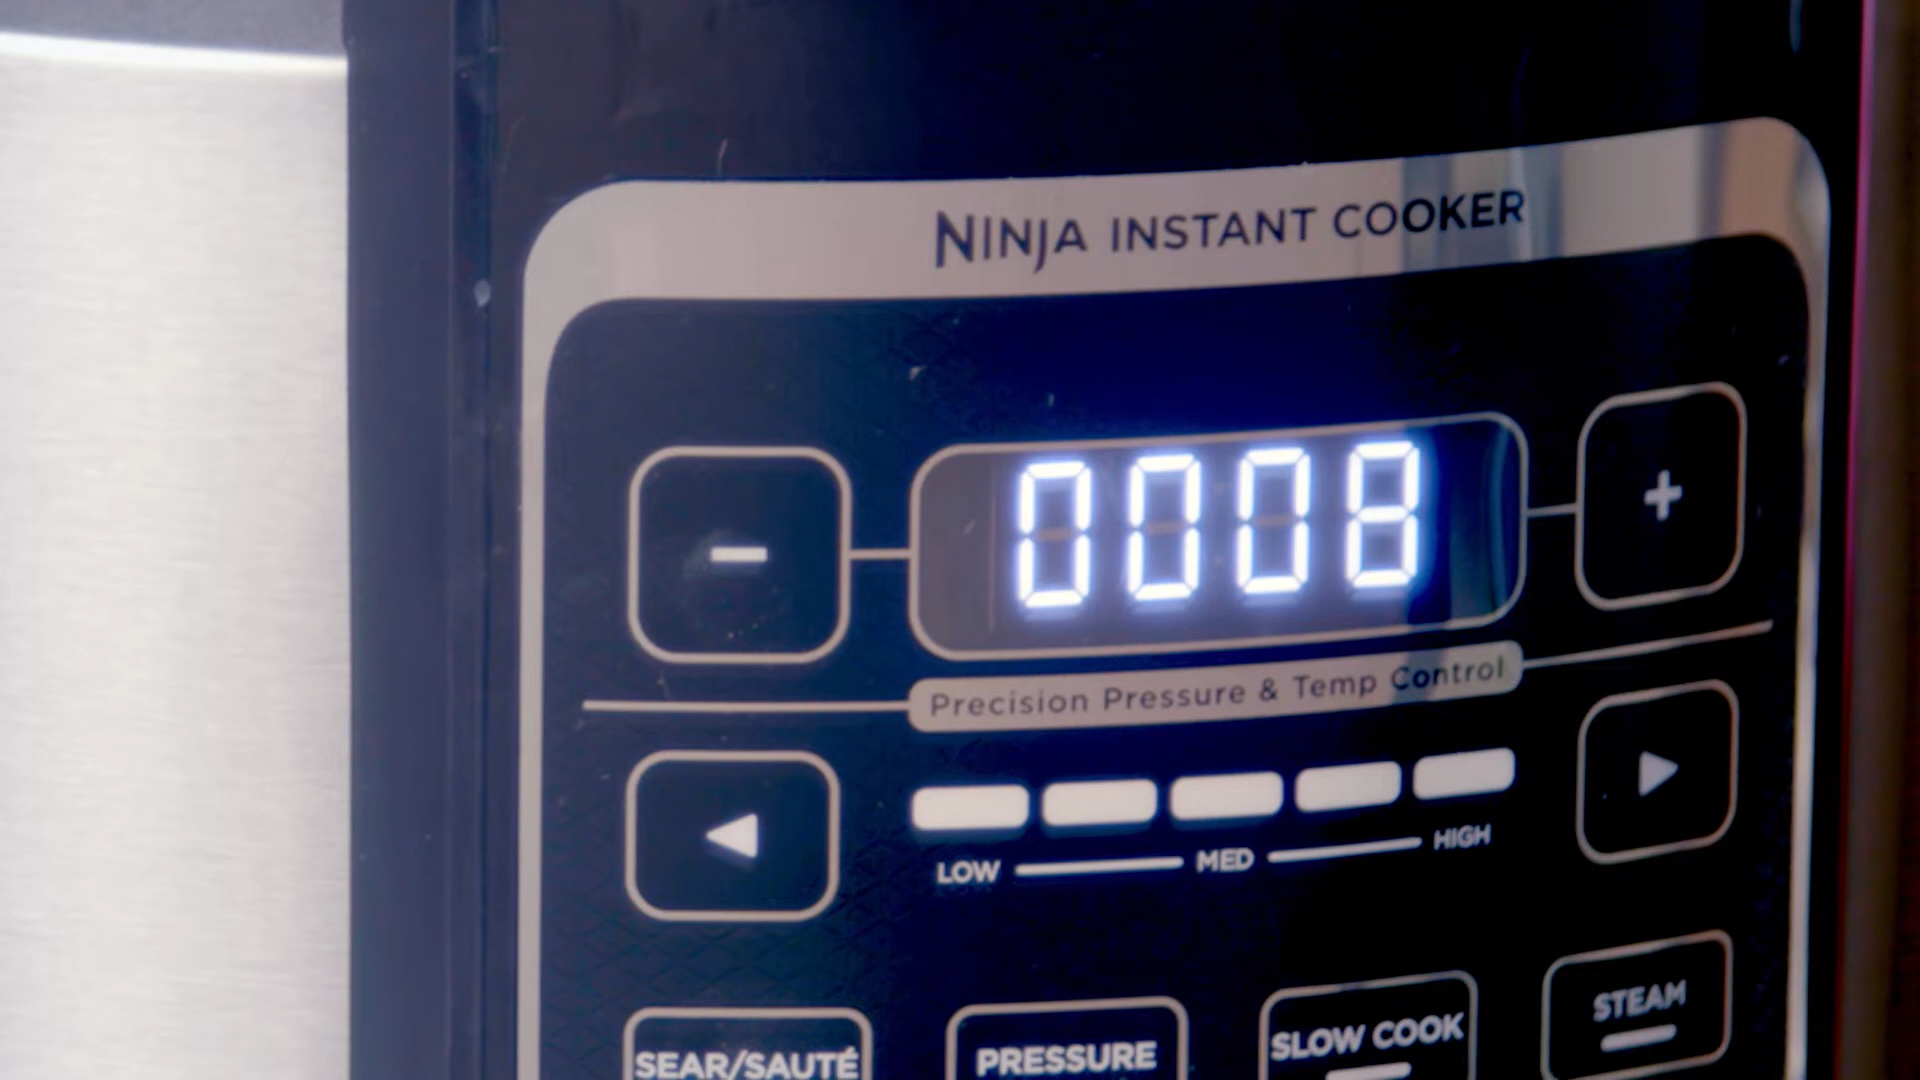 NINJA INSTANT COOKER
-
0008
+
Precision Pressure & Temp Control
LOW MED HIGH
SEAR/SAUTÉ
PRESSURE
SLOW COOK
STEAM